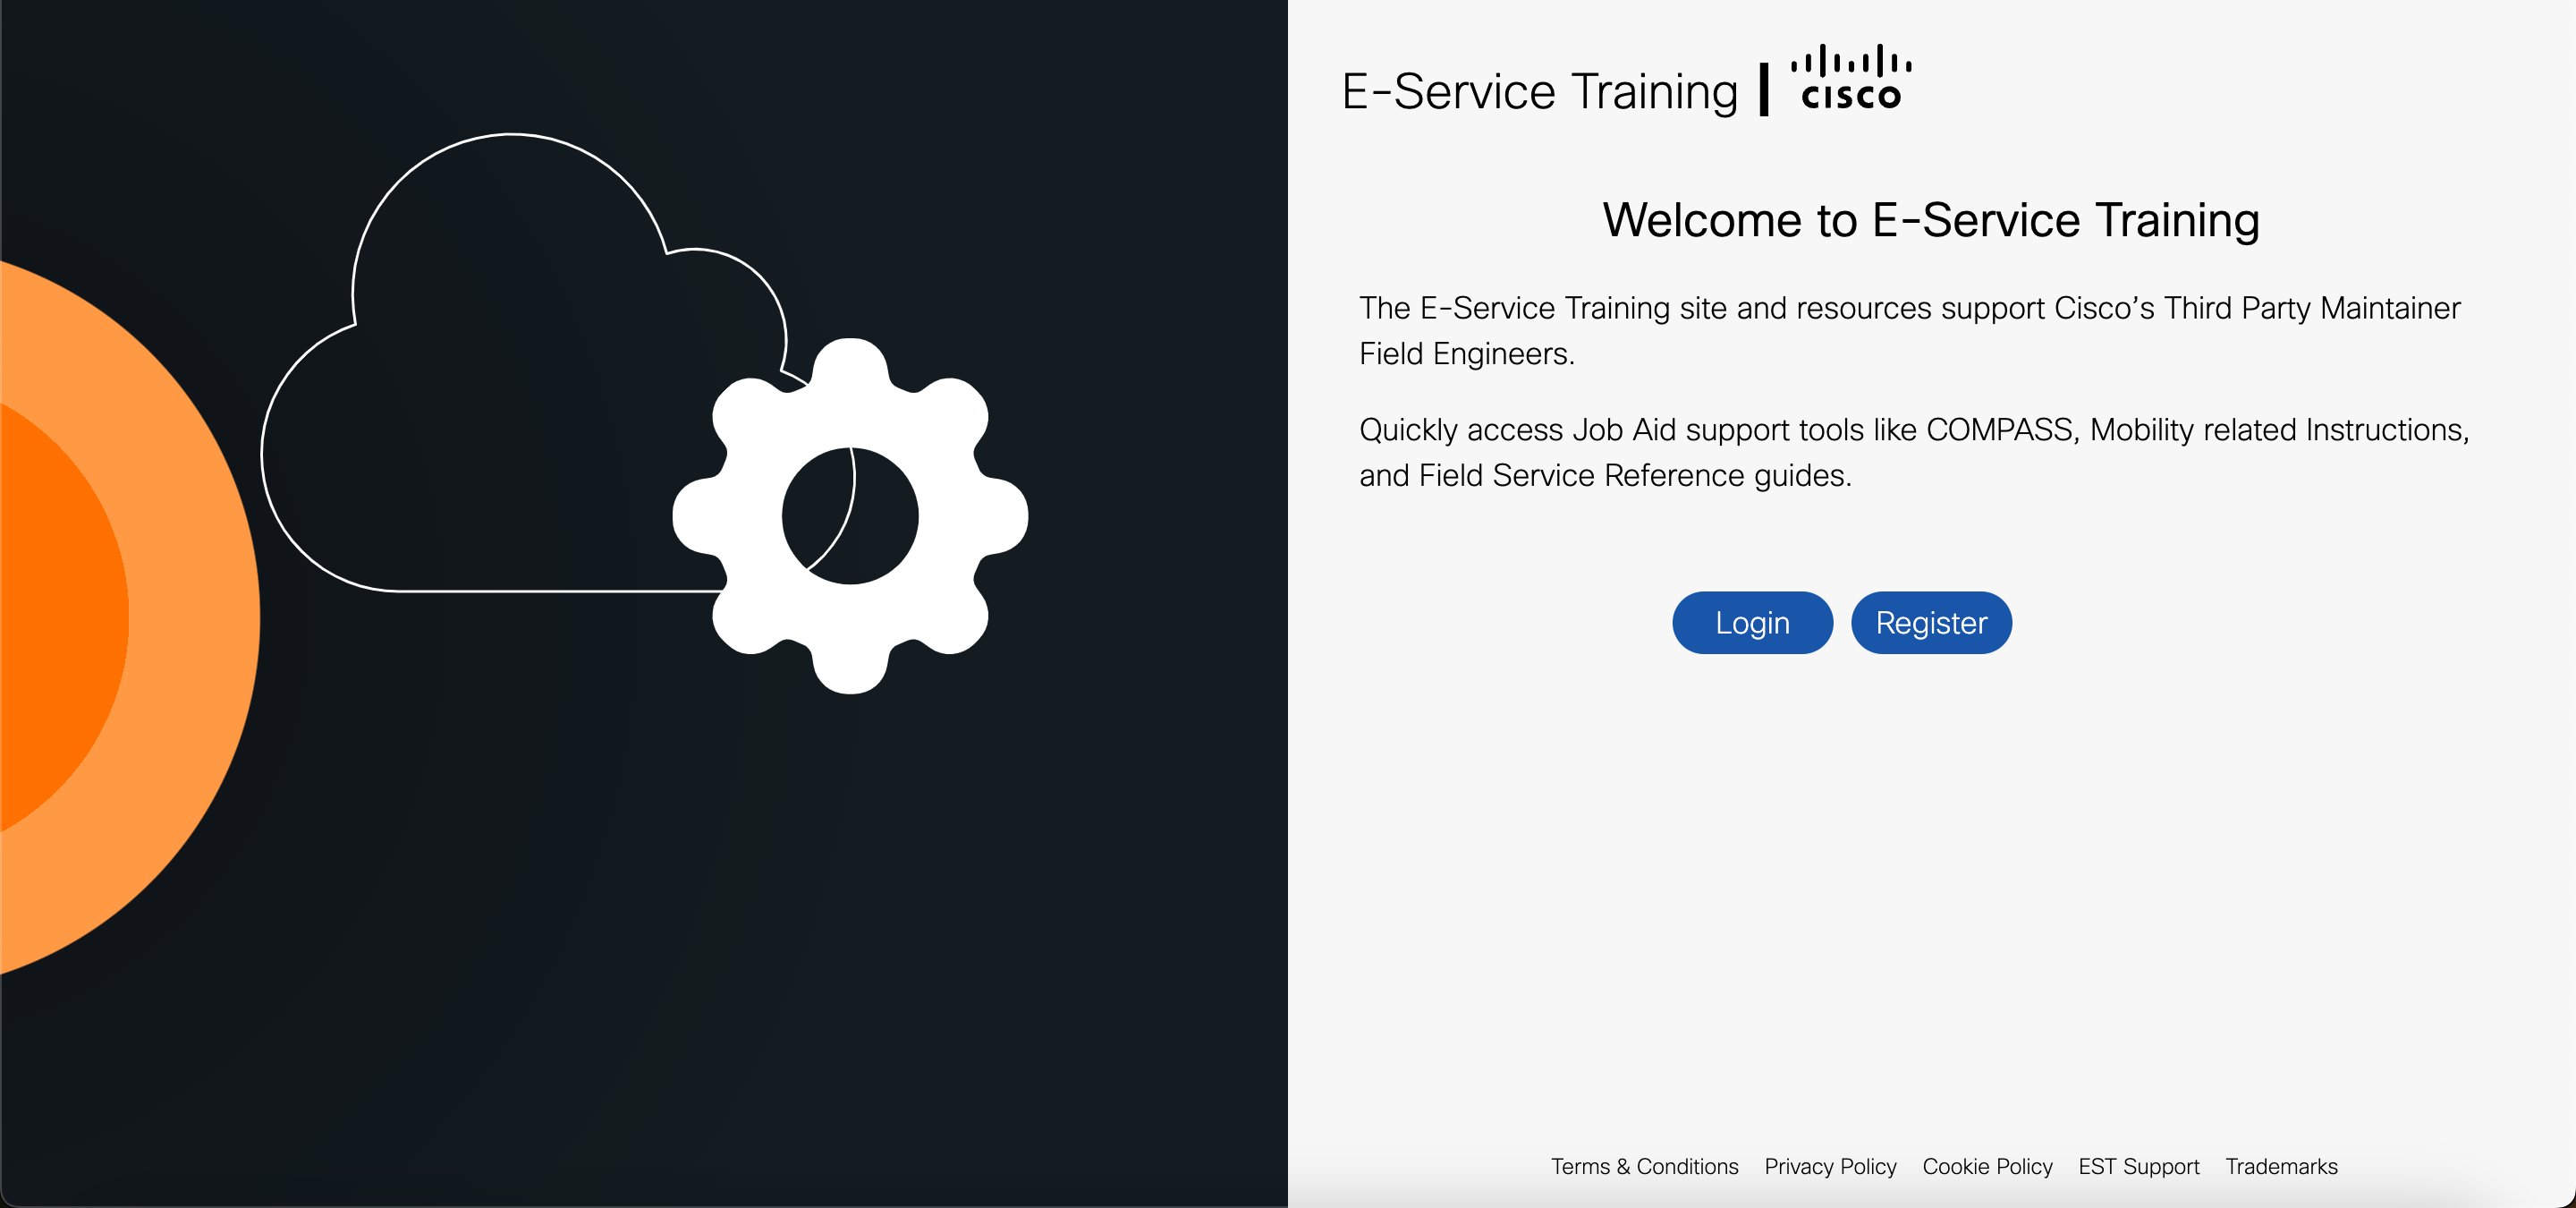 E-Service Training
CISCO
Welcome to E-Service Training
The E-Service Training site and resources support Cisco's Third Party Maintainer
Field Engineers.
Quickly access Job Aid support tools like COMPASS, Mobility related Instructions,
and Field Service Reference guides.
Login Register
Terms & Conditions Privacy Policy Cookie Policy EST Support Trademarks